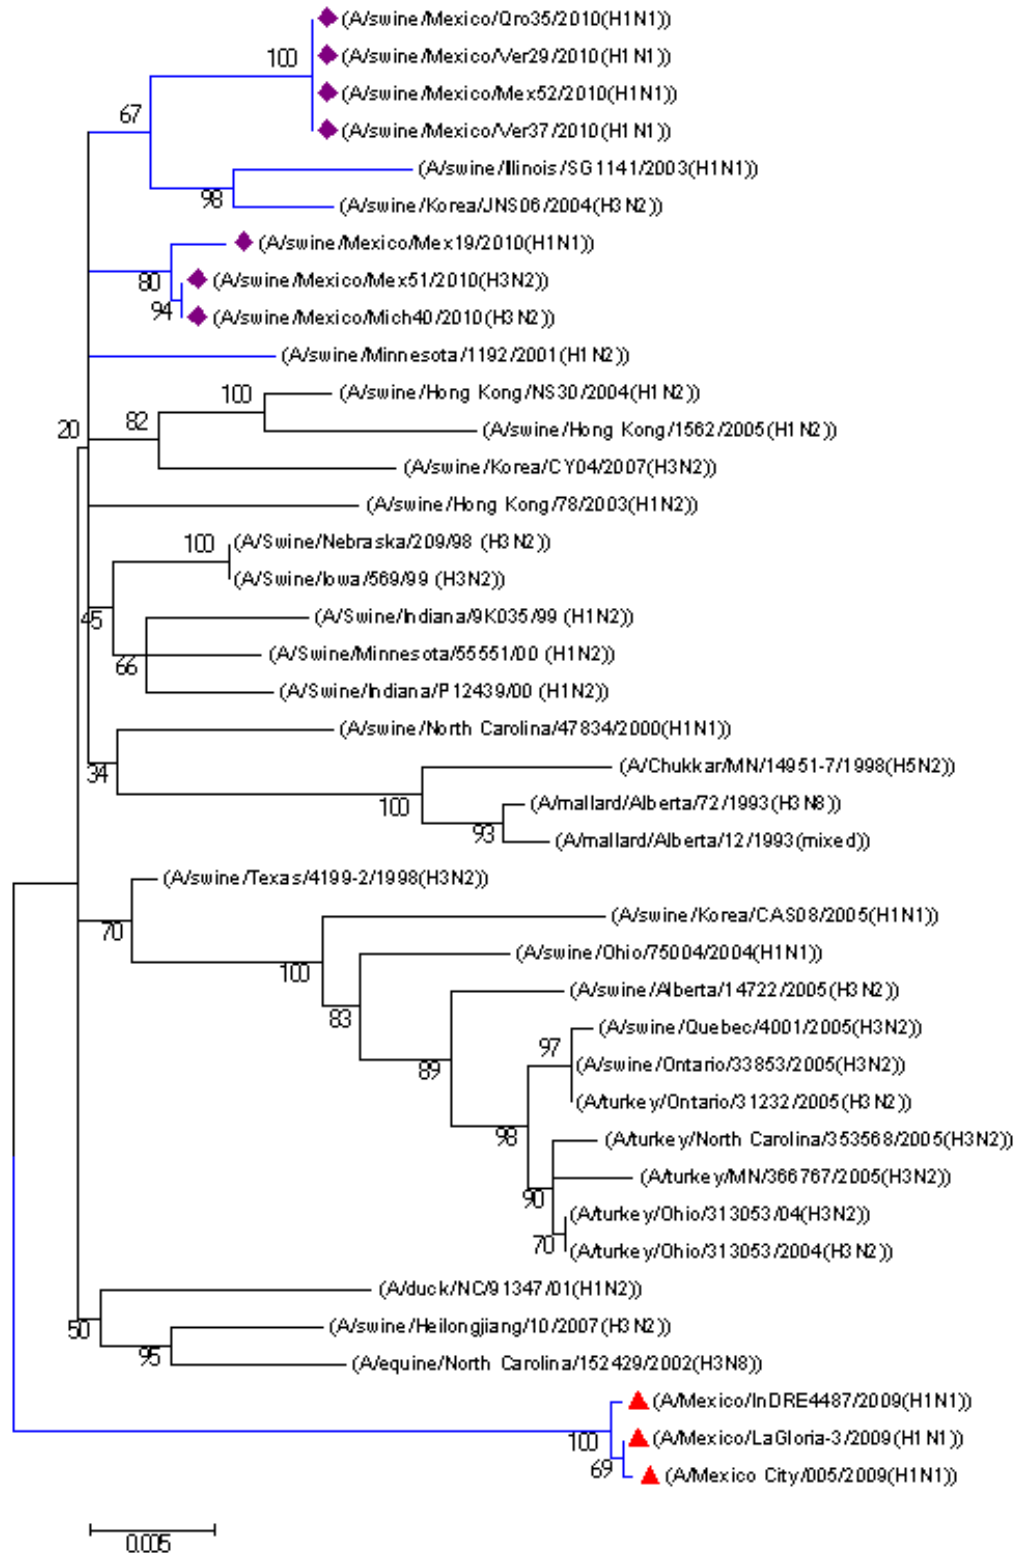 (A/swine/Mexico/Qro35/2010(H1N1))
100
(A/swine/Mexico/Ver29/2010(H1N1))
(A/swine/Mexico/Mex52/2010(H1N1))
67
(A/swine/Mexico/Ver37/2010(H1N1))
(A/swine/Illinois/SG1141/2003(H1N1))
98
(A/swine/Korea/JNS06/2004(H3N2))
(A/swine/Mexico/Mex19/2010(H1N1))
80
(A/swine/Mexico/Mex51/2010(H3N2))
94
(A/swine/Mexico/Mich40/2010(H3N2))
(A/swine/Minnesota/1192/2001(H1N2))
100
(A/swine/Hong Kong/NS30/2004(H1N2))
82
20
(A/swine/Hong Kong/1562/2005(H1N2))
(A/swine/Korea/CY04/2007(H3N2))
(A/swine/Hong Kong/78/2003(H1N2))
100
(A/Swine/Nebraska/209/98 (H3N2))
(A/Swine/Iowa/569/99 (H3N2))
45
(A/Swine/Indiana/9K035/99 (H1N2))
66
(A/Swine/Minnesota/55551/00 (H1N2))
(A/Swine/Indiana/P12439/00 (H1N2))
(A/swine/North Carolina/47834/2000(H1N1))
34
(A/Chukkar/MN/14951-7/1998(H5N2))
100
(A/mallard/Alberta/72/1993(H3N8))
93
(A/mallard/Alberta/12/1993(mixed))
(A/swine/Texas/4199-2/1998(H3N2))
70
(A/swine/Korea/CAS08/2005(H1N1))
100
(A/swine/Ohio/75004/2004(H1N1))
83
(A/swine/Alberta/14722/2005(H3N2))
89
(A/swine/Quebec/4001/2005(H3N2))
97
(A/swine/Ontario/33853/2005(H3N2))
(A/turkey/Ontario/31232/2005(H3N2))
98
(A/turkey/North Carolina/353568/2005(H3N2))
(A/turkey/MN/366767/2005(H3N2))
90
(A/turkey/Ohio/313053/04(H3N2))
70
(A/turkey/Ohio/313053/2004(H3N2))
(A/duck/NC/91347/01(H1N2))
50
(A/swine/Heilongjiang/10/2007(H3N2))
95
(A/equine/North Carolina/152429/2002(H3N8))
(A/Mexico/InDRE4487/2009(H1N1))
100
(A/Mexico/LaGloria-3/2009(H1N1))
69
(A/Mexico City/005/2009(H1N1))
0.005